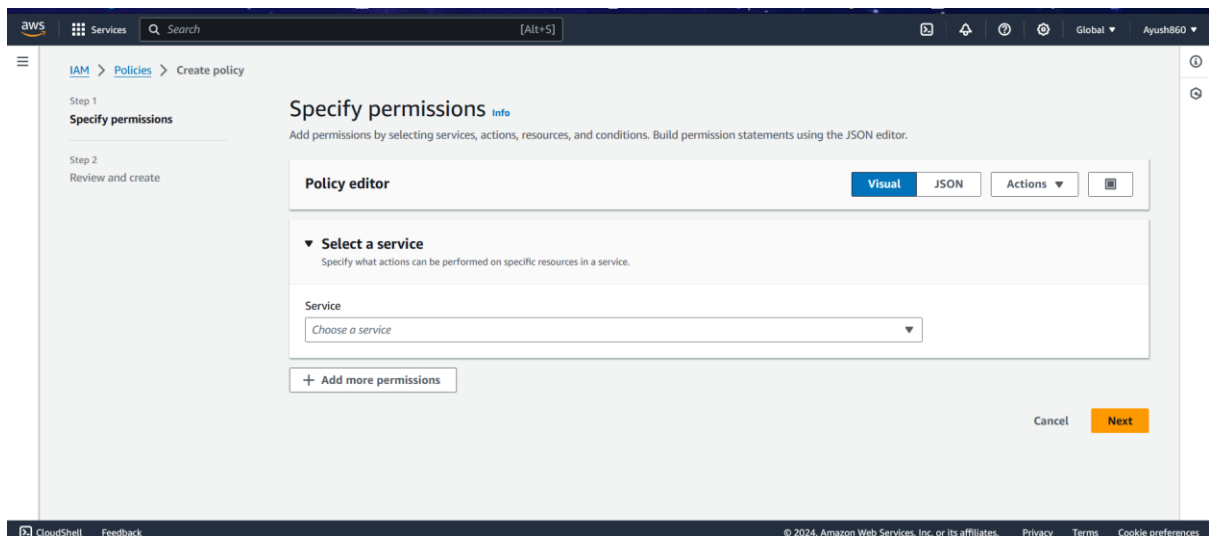 aws
Services
Search
[Alt+S]
Global
Ayush860
IAM > Policies > Create policy
Step 1
Specify permissions
Step 2
Review and create
Specify permissions Info
Add permissions by selecting services, actions, resources, and conditions. Build permission statements using the JSON editor.
Policy editor
Visual
JSON
Actions
Select a service
Specify what actions can be performed on specific resources in a service.
Service
Choose a service
+ Add more permissions
Cancel
Next
CloudShell
Feedback
© 2024, Amazon Web Services, Inc. or its affiliates.
Privacy
Terms
Cookie preferences